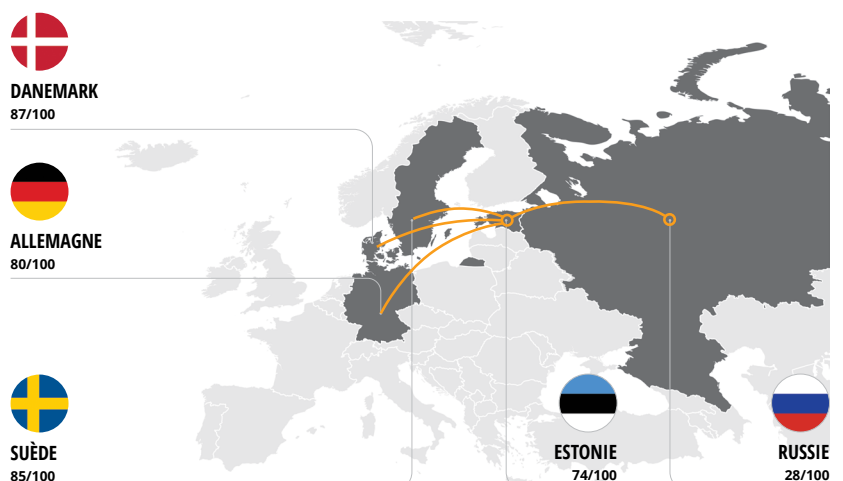 DANEMARK
87/100
ALLEMAGNE
80/100
SUÈDE
85/100
ESTONIE
74/100
RUSSIE
28/100